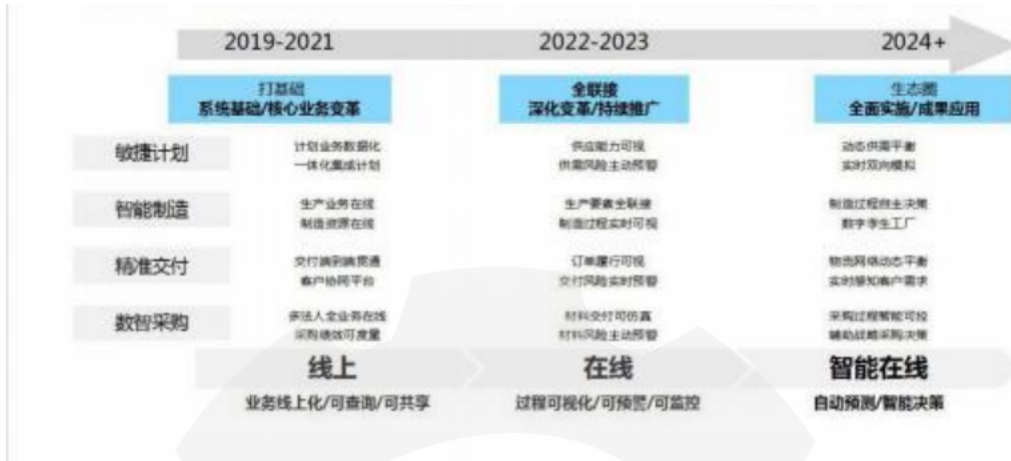 2019-2021
2022-2023
2024+
打基础
系统基础/核心业务变革
全联接
深化变革/持续推广
生态圈
全面实施/成果应用
敏捷计划
计划业务数据化
一体化集成计划
供应能力可视
供需风险主动预警
动态供需平衡
实时双向模拟
智能制造
生产业务在线
制造资源在线
生产要素全联接
制造过程实时可视
制造过程自主决策
数字孪生工厂
精准交付
交付端到端贯通
客户协同平台
订单履行可视
交付风险实时预警
物流网络动态平衡
实时感知客户需求
数智采购
多法人全业务在线
采购绩效可度量
材料交付可仿真
材料风险主动预警
采购过程智能可控
辅助战略采购决策
线上
在线
智能在线
业务线上化/可查询/可共享
过程可视化/可预警/可监控
自动预测/智能决策